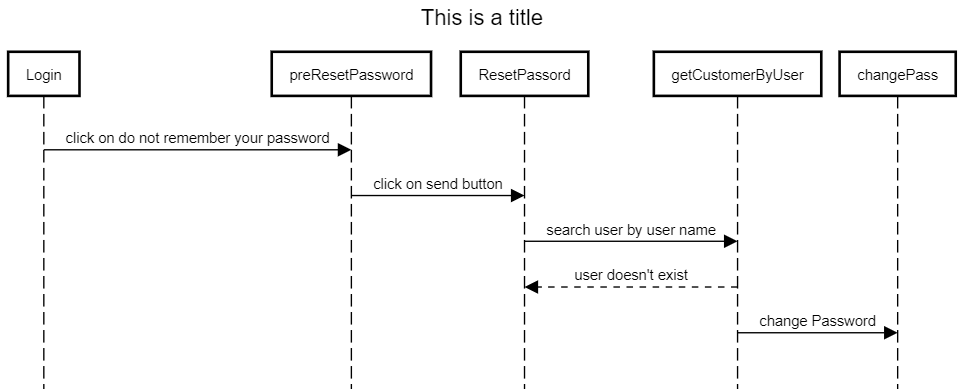 This is a title
Login
preResetPassword
ResetPassord
getCustomerByUser
changePass
click on do not remember your password
click on send button
search user by user name
user doesn't exist
change Password